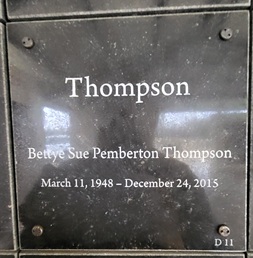 Thompson
Bettye Sue Pemberton Thompson
March 11, 1948 – December 24, 2015
D 11